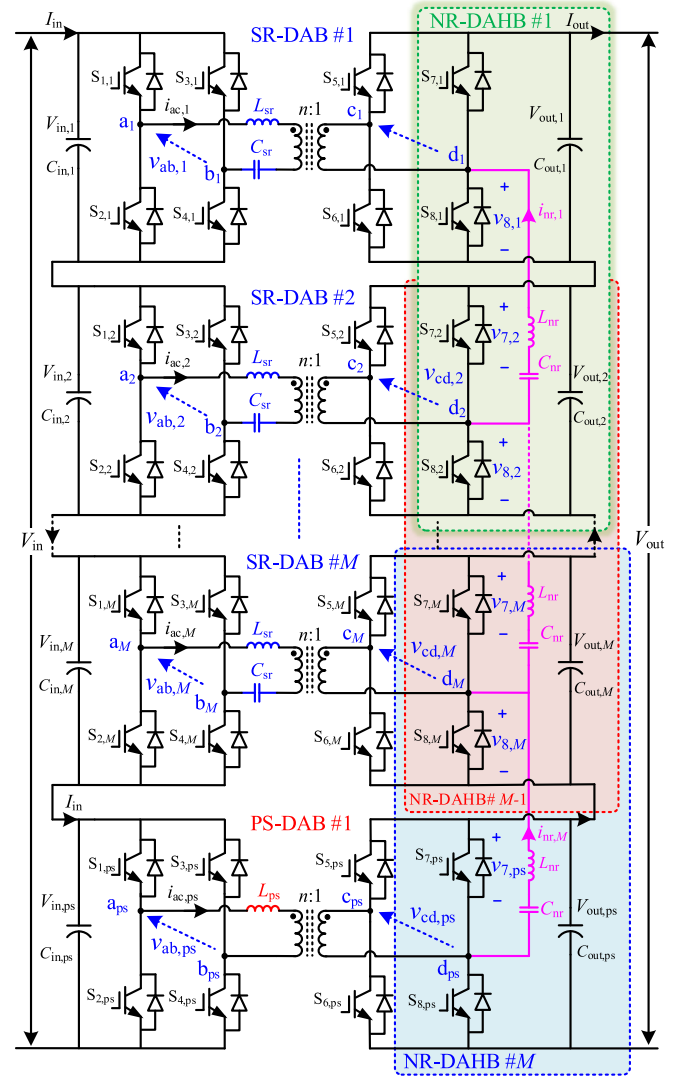 I_in SR-DAB #1 NR-DAHB #1 I_out
S_1,1 S_3,1 S_5,1 S_7,1
V_in,1 i_ac,1 L_sr n:1 c_1 V_out,1
a_1
C_in,1 v_ab,1 b_1 C_sr d_1 C_out,1
S_2,1 S_4,1 S_6,1 S_8,1 + v_8,1 − i_nr,1
SR-DAB #2
S_1,2 S_3,2 S_5,2 S_7,2 + v_7,2 − L_nr
V_in,2 i_ac,2 L_sr n:1 c_2 C_nr V_out,2
a_2 v_cd,2
C_in,2 v_ab,2 b_2 C_sr d_2 C_out,2
S_2,2 S_4,2 S_6,2 S_8,2 + v_8,2 −
V_in SR-DAB #M V_out
S_1,M S_3,M S_5,M S_7,M + v_7,M − L_nr
V_in,M i_ac,M L_sr n:1 c_M C_nr V_out,M
a_M v_cd,M
C_in,M v_ab,M b_M C_sr d_M C_out,M
S_2,M S_4,M S_6,M S_8,M + v_8,M −
NR-DAHB# M-1
I_in PS-DAB #1 i_nr,M
S_1,ps S_3,ps S_5,ps S_7,ps + v_7,ps − L_nr
V_in,ps i_ac,ps L_ps n:1 c_ps C_nr V_out,ps
a_ps v_cd,ps
C_in,ps v_ab,ps b_ps d_ps C_out,ps
S_2,ps S_4,ps S_6,ps S_8,ps
NR-DAHB #M